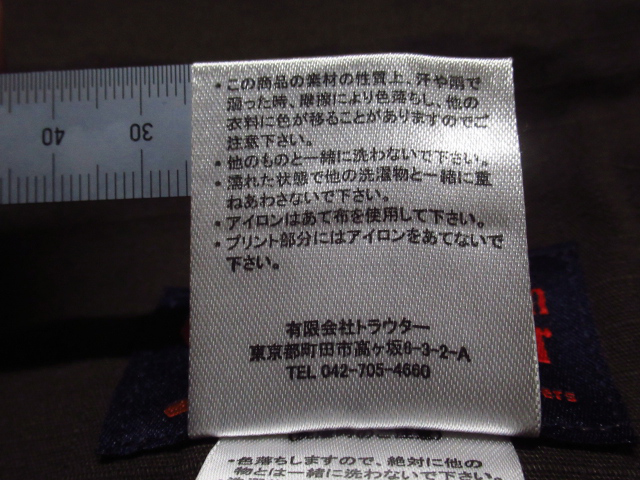 ・この商品の素材の性質上、汗や雨で
湿った時、摩擦により色落ちし、他の
衣料に色が移ることがありますのでご
注意下さい。
・他のものと一緒に洗わないで下さい。
・濡れた状態で他の洗濯物と一緒に重
ねあわさないで下さい。
・アイロンはあて布を使用して下さい。
・プリント部分にはアイロンをあてないで
下さい。
有限会社トラウター
東京都町田市高ヶ坂6-3-2-A
TEL 042-705-4660
・色落ちしますので、絶対に他の
物とは一緒に洗わないで下さい。
40
30